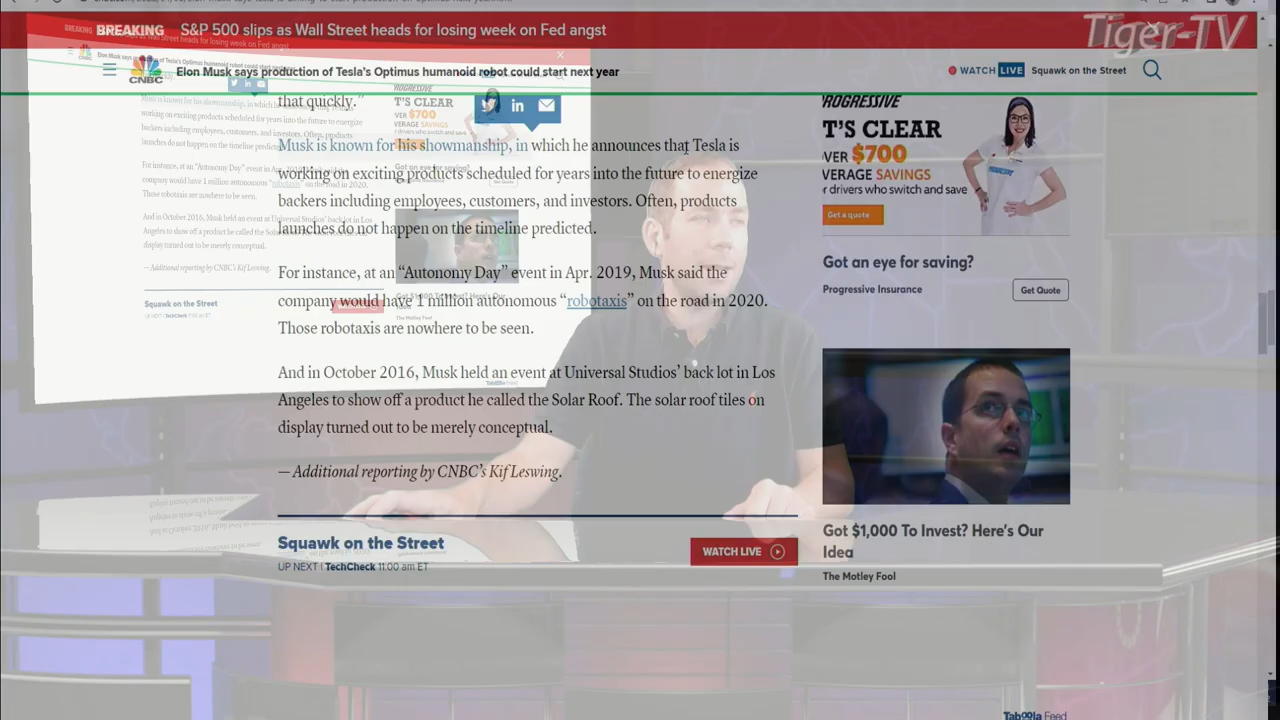 BREAKING S&P 500 slips as Wall Street heads for losing week on Fed angst
Tiger-TV
CNBC
Elon Musk says production of Tesla's Optimus humanoid robot could start next year
WATCH LIVE Squawk on the Street
that quickly.”
Musk is known for his showmanship, in which he announces that Tesla is
working on exciting products scheduled for years into the future to energize
backers including employees, customers, and investors. Often, products
launches do not happen on the timeline predicted.
For instance, at an “Autonomy Day” event in Apr. 2019, Musk said the
company would have 1 million autonomous “robotaxis” on the road in 2020.
Those robotaxis are nowhere to be seen.
And in October 2016, Musk held an event at Universal Studios’ back lot in Los
Angeles to show off a product he called the Solar Roof. The solar roof tiles on
display turned out to be merely conceptual.
— Additional reporting by CNBC’s Kif Leswing.
Squawk on the Street
UP NEXT | TechCheck 11:00 am ET
WATCH LIVE
PROGRESSIVE
T'S CLEAR
VER $700
VERAGE SAVINGS
r drivers who switch and save
Get a quote
Got an eye for saving?
Progressive Insurance
Get Quote
Got $1,000 To Invest? Here's Our
Idea
The Motley Fool
Taboola Feed